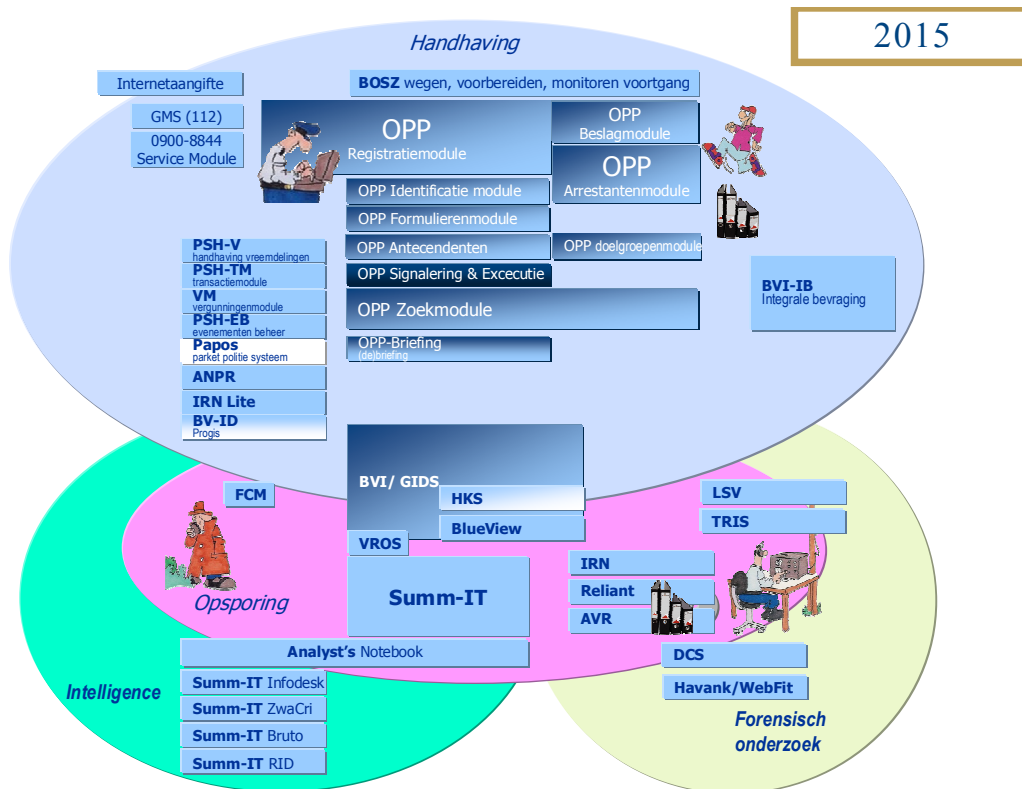 2015
Handhaving
Internetaangifte
BOSZ wegen, voorbereiden, monitoren voortgang
GMS (112)
0900-8844
Service Module
OPP
Registratiemodule
OPP
Beslagmodule
OPP
Arrestantenmodule
OPP Identificatie module
OPP Formulierenmodule
OPP Antecendenten
OPP doelgroepenmodule
OPP Signalering & Excecutie
OPP Zoekmodule
OPP-Briefing
(de)briefing
PSH-V
handhaving vreemdelingen
PSH-TM
transactiemodule
VM
vergunningenmodule
PSH-EB
evenementen beheer
Papos
parket politie systeem
ANPR
IRN Lite
BV-ID
Progis
BVI-IB
Integrale bevraging
BVI/ GIDS
HKS
BlueView
VROS
FCM
LSV
TRIS
IRN
Reliant
AVR
Summ-IT
Opsporing
Analyst's Notebook
DCS
Havank/WebFit
Intelligence
Summ-IT Infodesk
Summ-IT ZwaCri
Summ-IT Bruto
Summ-IT RID
Forensisch
onderzoek